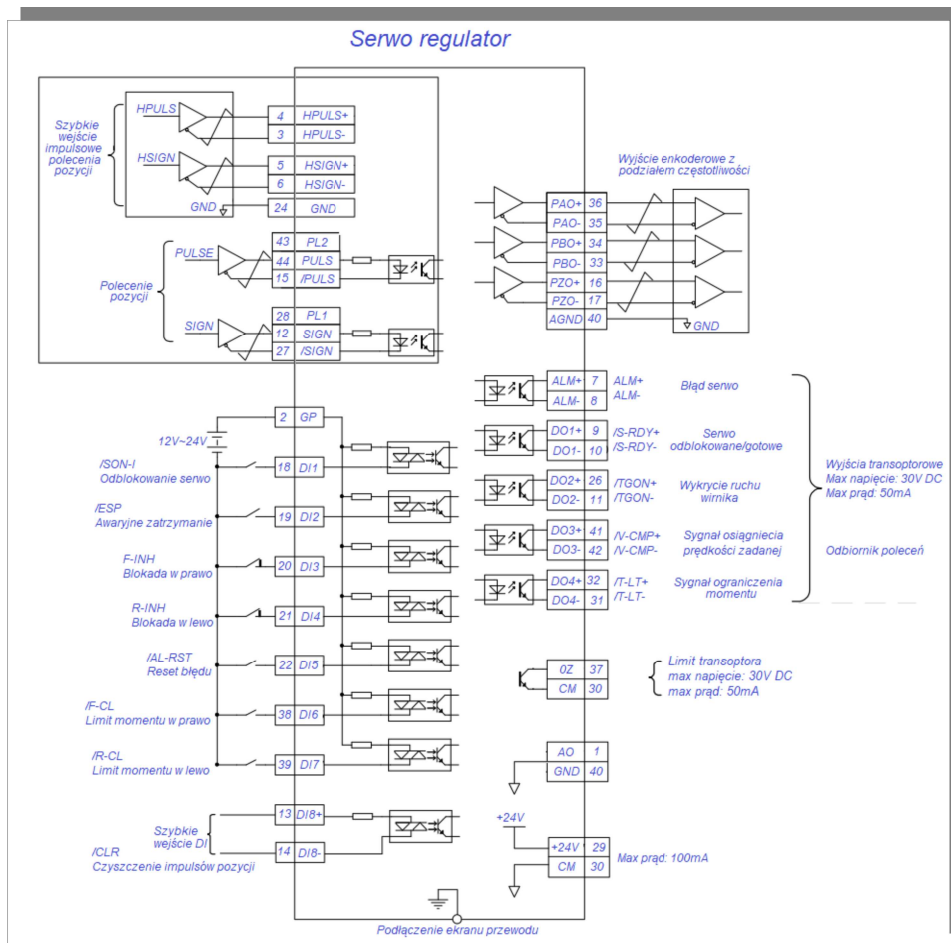 Serwo regulator
HPULS
4 HPULS+
3 HPULS-
Szybkie
wejście
impulsowe
polecenia
pozycji
HSIGN
5 HSIGN+
6 HSIGN-
GND
24 GND
43 PL2
PULSE
44 PULS
15 /PULS
Polecenie
pozycji
28 PL1
SIGN
12 SIGN
27 /SIGN
Wyjście enkoderowe z
podziałem częstotliwości
PAO+ 36
PAO- 35
PBO+ 34
PBO- 33
PZO+ 16
PZO- 17
AGND 40
GND
2 GP
12V~24V
/SON-I
Odblokowanie serwo
18 DI1
/ESP
Awaryjne zatrzymanie
19 DI2
F-INH
Blokada w prawo
20 DI3
R-INH
Blokada w lewo
21 DI4
/AL-RST
Reset błędu
22 DI5
/F-CL
Limit momentu w prawo
38 DI6
/R-CL
Limit momentu w lewo
39 DI7
13 DI8+
Szybkie
wejście DI
/CLR
14 DI8-
Czyszczenie impulsów pozycji
ALM+ 7 ALM+
ALM- 8 ALM-
Błąd serwo
DO1+ 9 /S-RDY+
DO1- 10 /S-RDY-
Serwo
odblokowane/gotowe
DO2+ 26 /TGON+
DO2- 11 /TGON-
Wykrycie ruchu
wirnika
DO3+ 41 /V-CMP+
DO3- 42 /V-CMP-
Sygnał osiągniecia
prędkości zadanej
DO4+ 32 /T-LT+
DO4- 31 /T-LT-
Sygnał ograniczenia
momentu
Wyjścia transoptorowe
Max napięcie: 30V DC
Max prąd: 50mA
Odbiornik poleceń
0Z 37
CM 30
Limit transoptora
max napięcie: 30V DC
max prąd: 50mA
AO 1
GND 40
+24V
+24V 29
CM 30
Max prąd: 100mA
Podłączenie ekranu przewodu